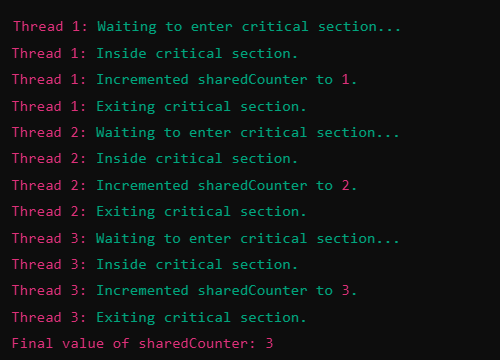 Thread 1: Waiting to enter critical section...
Thread 1: Inside critical section.
Thread 1: Incremented sharedCounter to 1.
Thread 1: Exiting critical section.
Thread 2: Waiting to enter critical section...
Thread 2: Inside critical section.
Thread 2: Incremented sharedCounter to 2.
Thread 2: Exiting critical section.
Thread 3: Waiting to enter critical section...
Thread 3: Inside critical section.
Thread 3: Incremented sharedCounter to 3.
Thread 3: Exiting critical section.
Final value of sharedCounter: 3